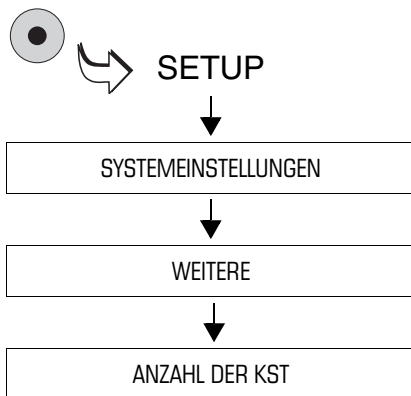 SETUP
SYSTEMEINSTELLUNGEN
WEITERE
ANZAHL DER KST